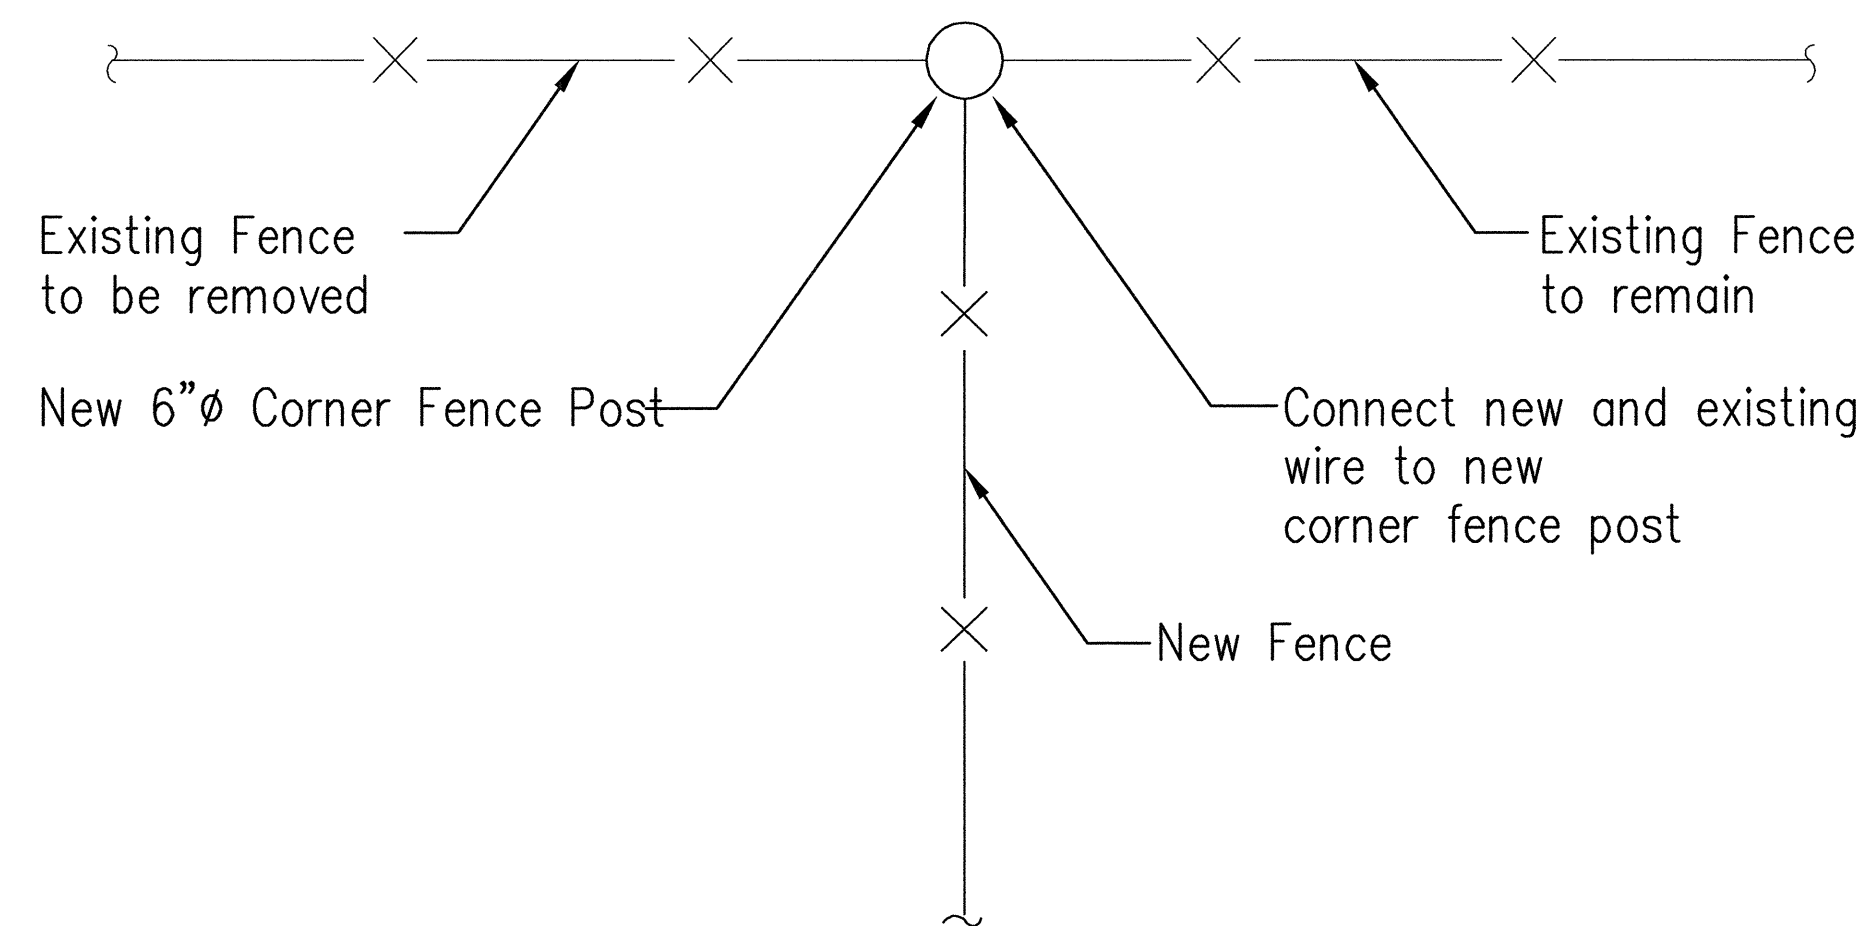 Existing Fence
to be removed
Existing Fence
to remain
New 6"ø Corner Fence Post
Connect new and existing
wire to new
corner fence post
New Fence